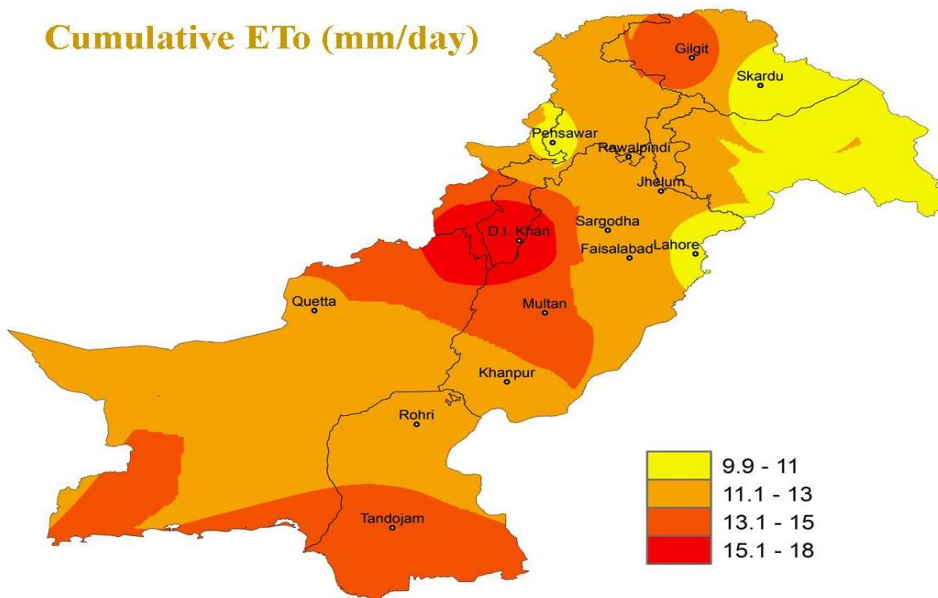 Cumulative ETo (mm/day)
Gilgit
Skardu
Pehsawar
Rawalpindi
Jhelum
Sargodha
D.I. Khan
Faisalabad
Lahore
Quetta
Multan
Khanpur
Rohri
Tandojam
9.9 - 11
11.1 - 13
13.1 - 15
15.1 - 18